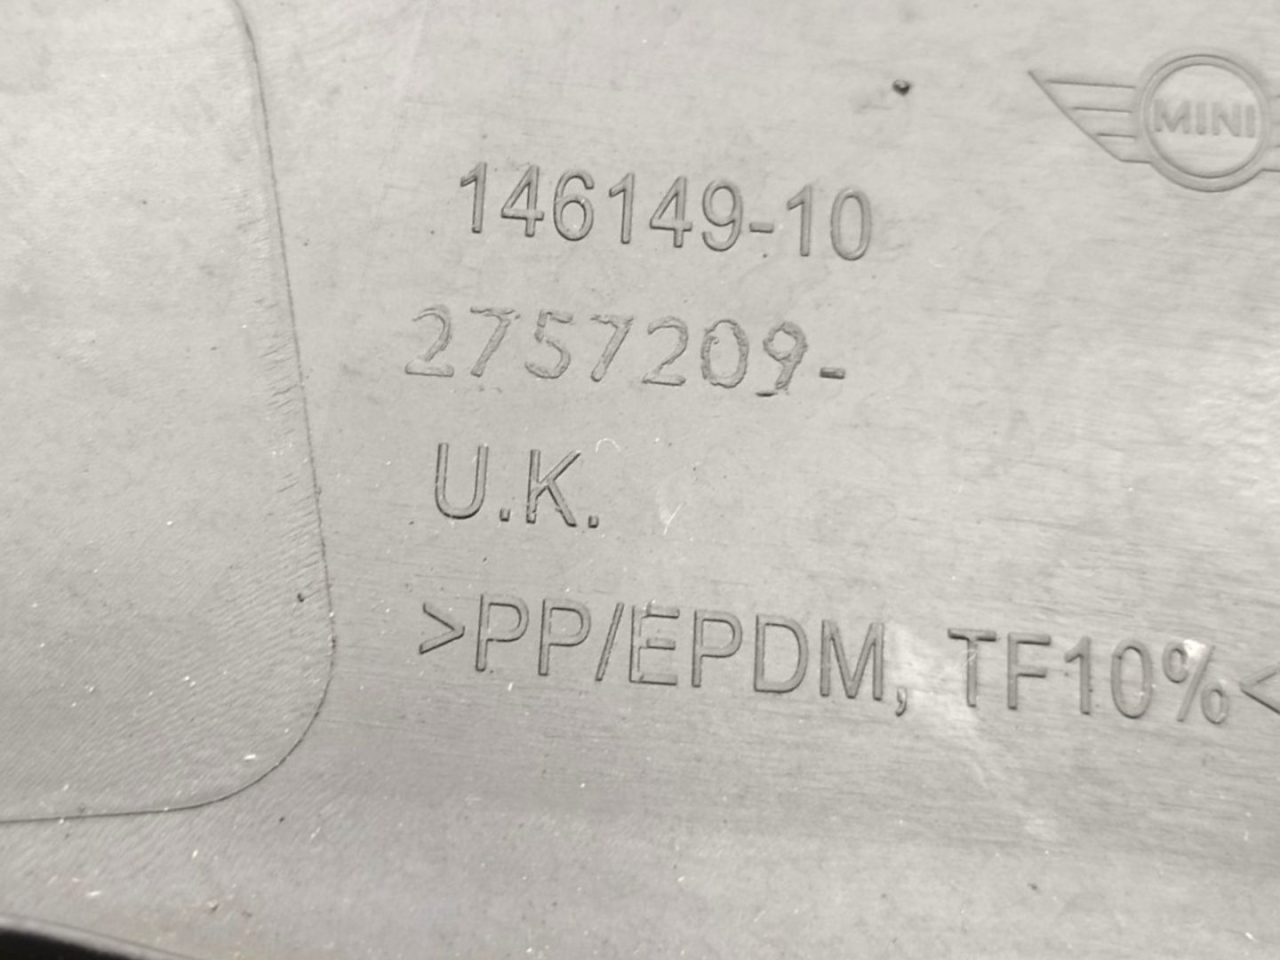 MINI
146149-10
2757209-
U.K.
>PP/EPDM, TF10%<